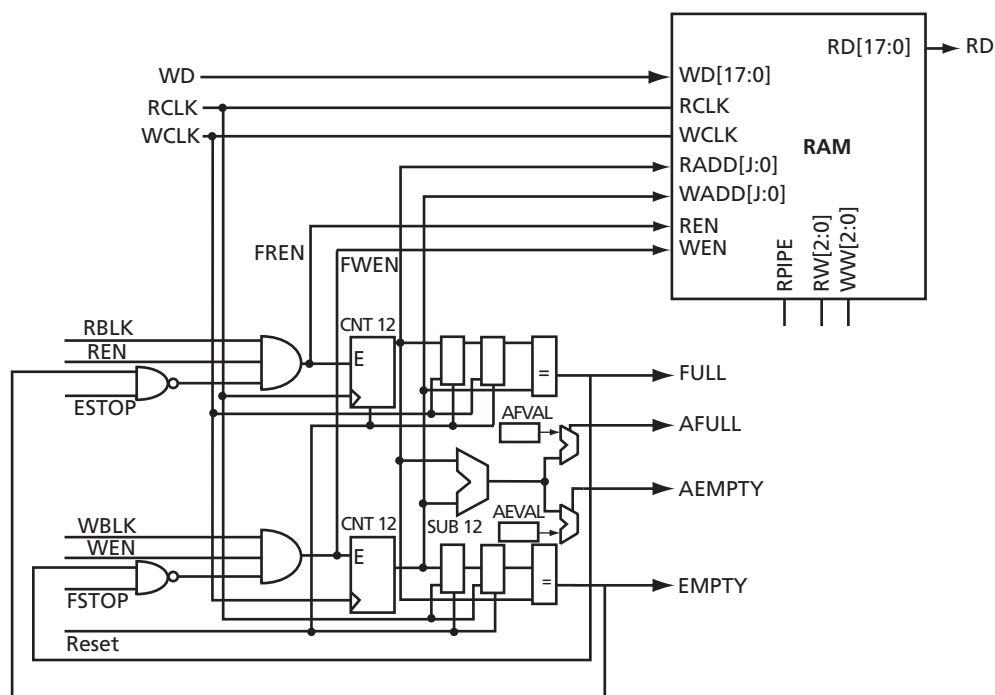 RD[17:0]
RD
WD
WD[17:0]
RCLK
RCLK
WCLK
WCLK
RAM
RADD[J:0]
WADD[J:0]
REN
FREN
FWEN
WEN
RPIPE
RW[2:0]
WW[2:0]
RBLK
REN
ESTOP
CNT 12
E
=
FULL
AFVAL
AFULL
AEMPTY
AEVAL
SUB 12
WBLK
WEN
FSTOP
CNT 12
E
=
EMPTY
Reset